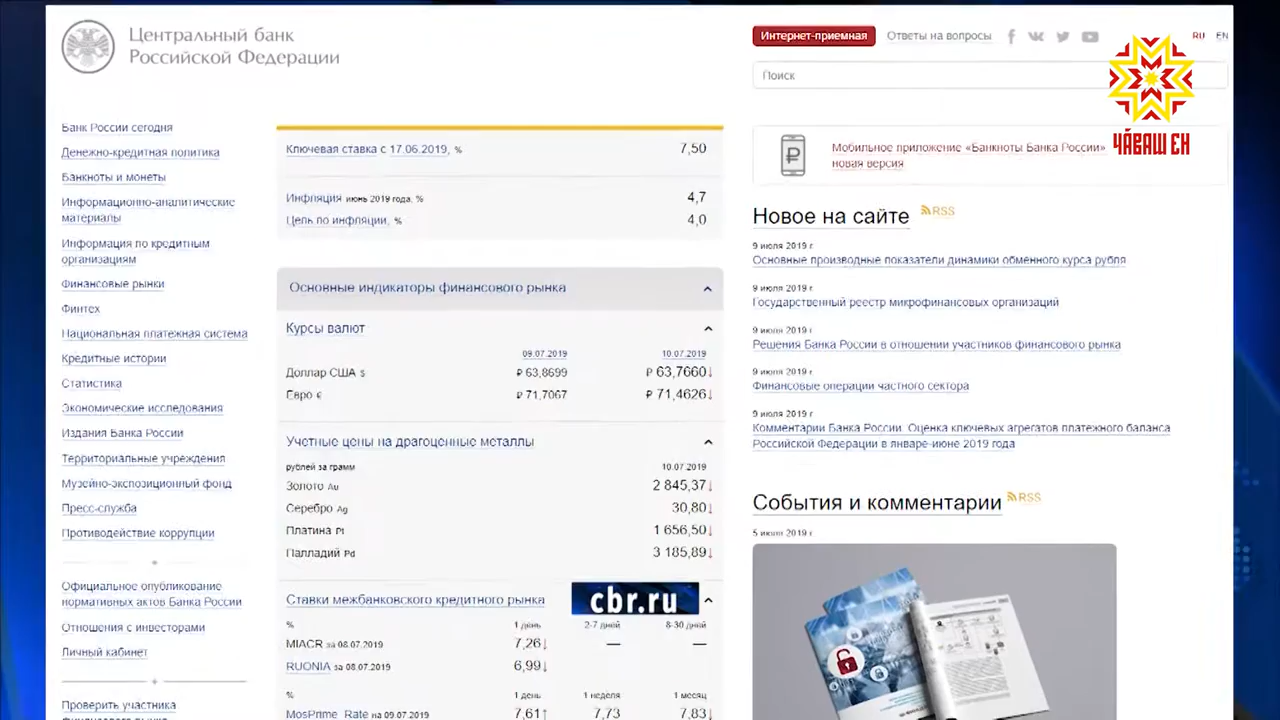 Центральный банк
Российской Федерации
Интернет-приемная
Ответы на вопросы
RU
EN
Поиск
ЧӐВАШ ЕН
Банк России сегодня
Денежно-кредитная политика
Банкноты и монеты
Информационно-аналитические
материалы
Информация по кредитным
организациям
Финансовые рынки
Финтех
Национальная платежная система
Кредитные истории
Статистика
Экономические исследования
Издания Банка России
Территориальные учреждения
Музейно-экспозиционный фонд
Пресс-служба
Противодействие коррупции
Официальное опубликование
нормативных актов Банка России
Отношения с инвесторами
Личный кабинет
Проверить участника
Ключевая ставка с 17.06.2019, % 7,50
Инфляция июнь 2019 года, % 4,7
Цель по инфляции, % 4,0
Основные индикаторы финансового рынка
Курсы валют
09.07.2019 10.07.2019
Доллар США $ ₽ 63,8699 ₽ 63,7660↓
Евро € ₽ 71,7067 ₽ 71,4626↓
Учетные цены на драгоценные металлы
рублей за грамм 10.07.2019
Золото Au 2 845,37↓
Серебро Ag 30,80↓
Платина Pt 1 656,50↓
Палладий Pd 3 185,89↓
Ставки межбанковского кредитного рынка
cbr.ru
% 1 день 2-7 дней 8-30 дней
MIACR за 08.07.2019 7,26↓ — —
RUONIA за 08.07.2019 6,99↓
% 1 день 1 неделя 1 месяц
MosPrime Rate на 09.07.2019 7,61↑ 7,73 7,83↓
Мобильное приложение «Банкноты Банка России»
новая версия
Новое на сайте RSS
9 июля 2019 г
Основные производные показатели динамики обменного курса рубля
9 июля 2019 г
Государственный реестр микрофинансовых организаций
9 июля 2019 г
Решения Банка России в отношении участников финансового рынка
9 июля 2019 г
Финансовые операции частного сектора
9 июля 2019 г
Комментарии Банка России. Оценка ключевых агрегатов платежного баланса
Российской Федерации в январе-июне 2019 года
События и комментарии RSS
5 июля 2019 г